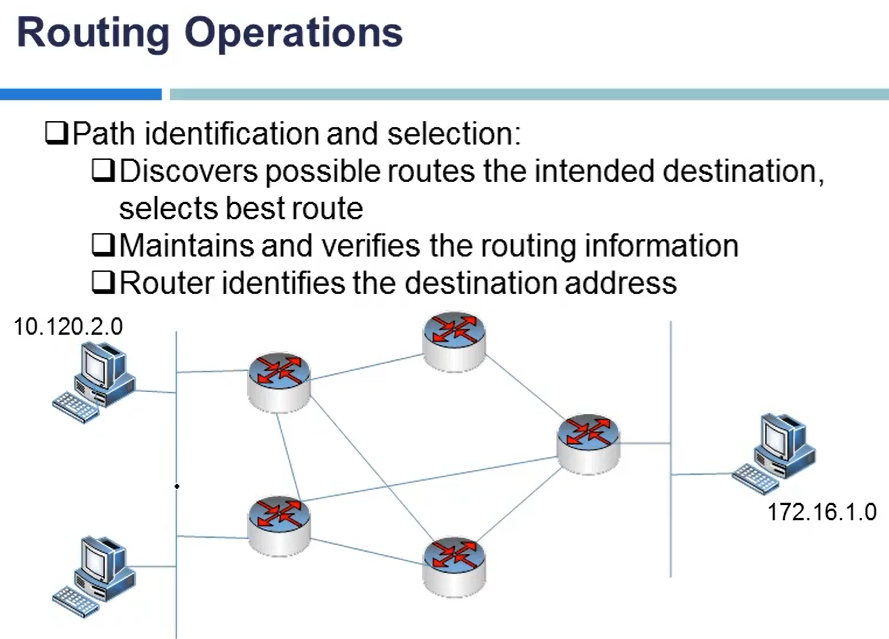 Routing Operations
❑Path identification and selection:
❑Discovers possible routes the intended destination,
selects best route
❑Maintains and verifies the routing information
❑Router identifies the destination address
10.120.2.0
172.16.1.0